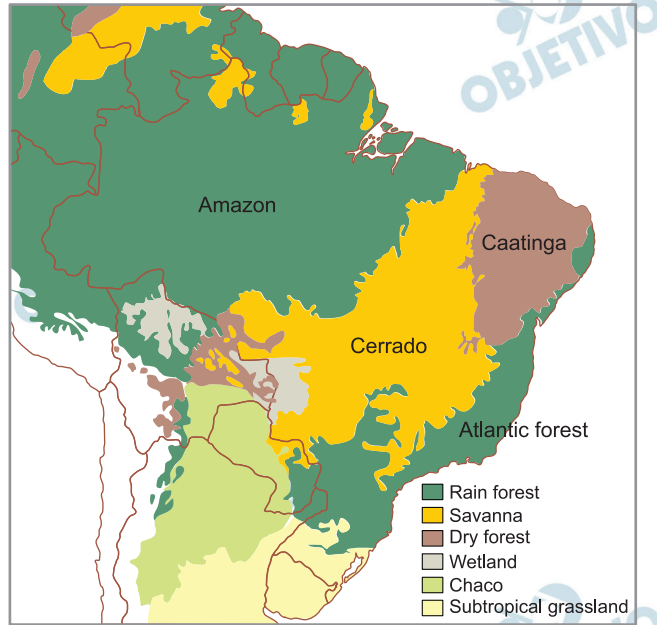 OBJETIVO
Amazon
Caatinga
Cerrado
Atlantic forest
Rain forest
Savanna
Dry forest
Wetland
Chaco
Subtropical grassland